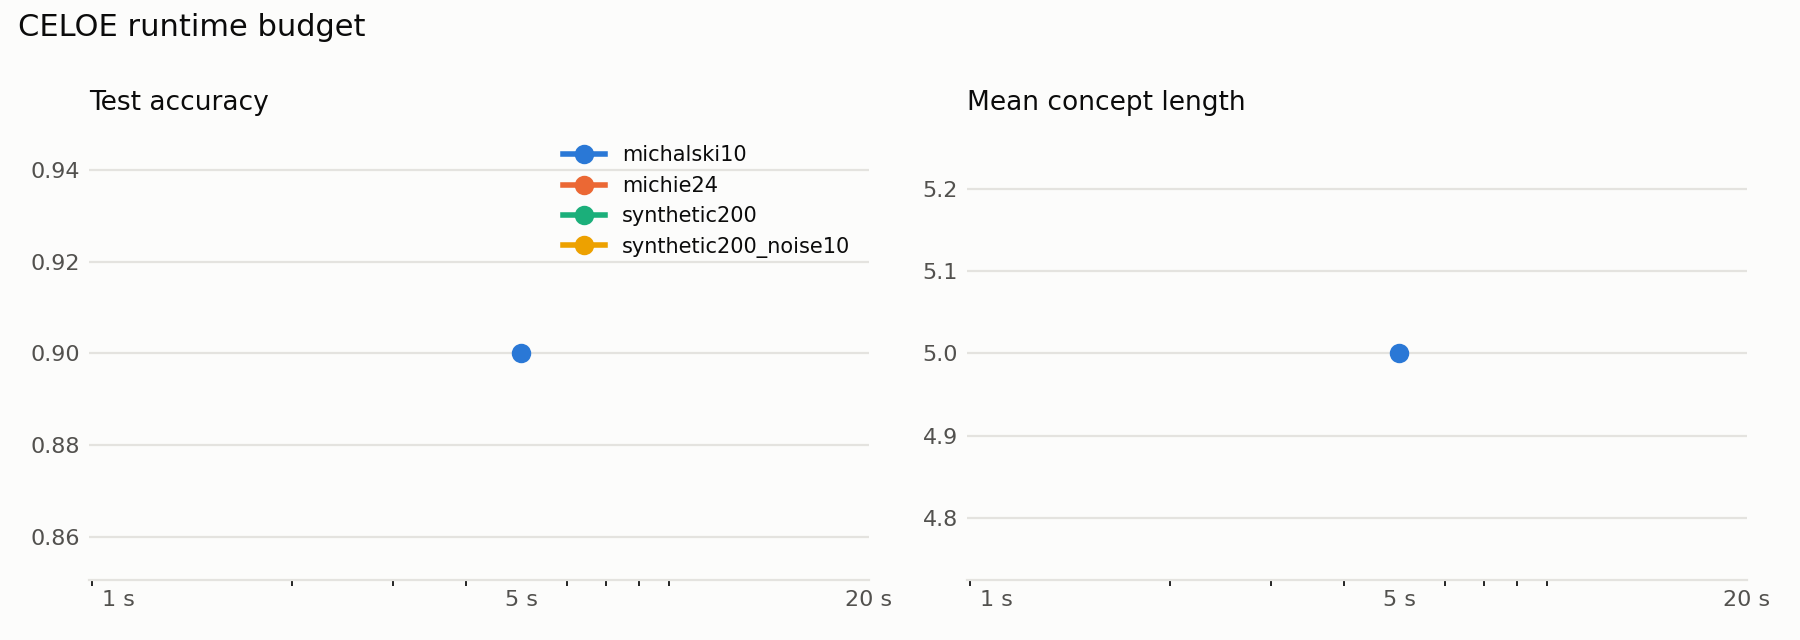 CELOE runtime budget
Test accuracy
michalski10
michie24
synthetic200
synthetic200_noise10
0.94
0.92
0.90
0.88
0.86
1 s
5 s
20 s
Mean concept length
5.2
5.1
5.0
4.9
4.8
1 s
5 s
20 s